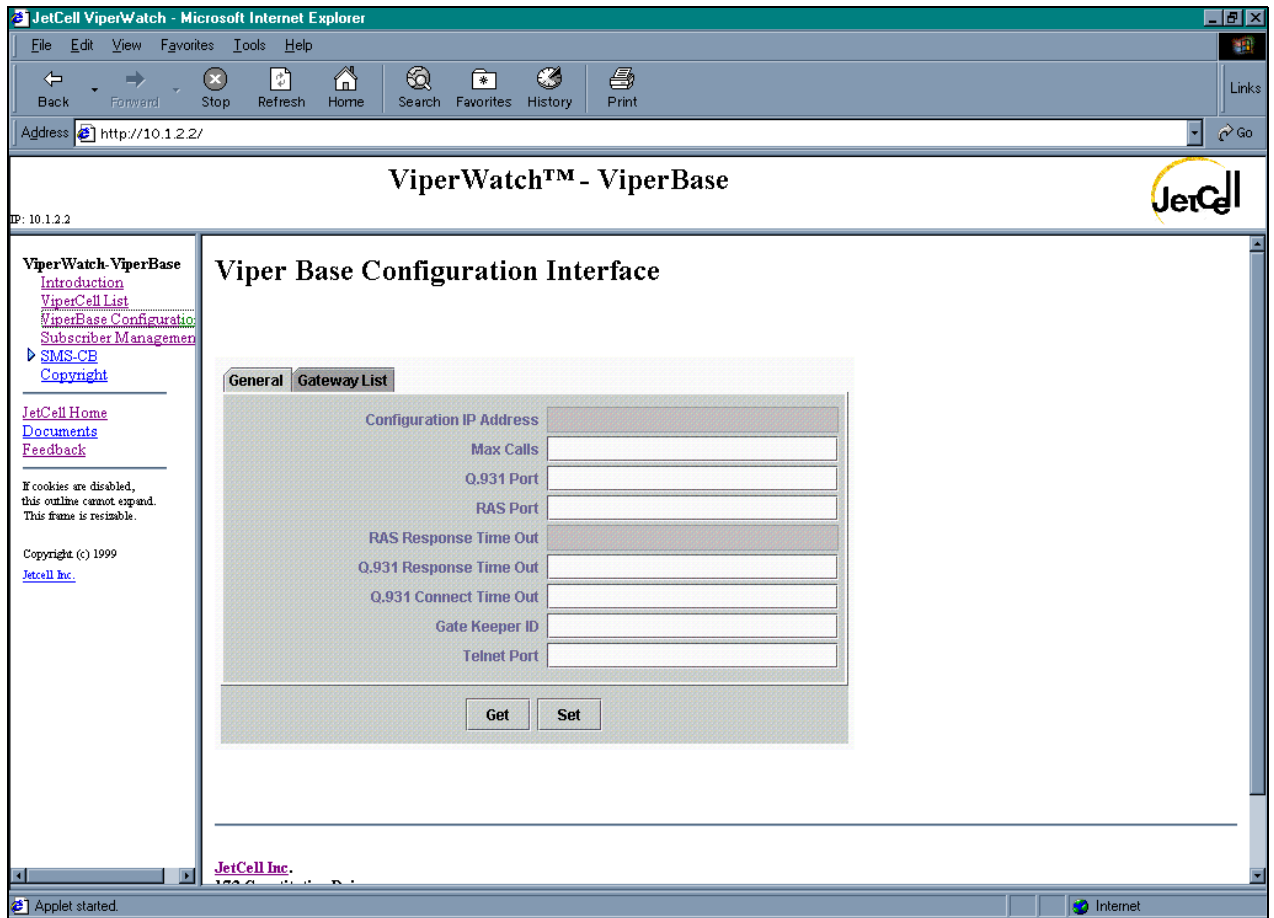 JetCell ViperWatch - Microsoft Internet Explorer
File Edit View Favorites Tools Help
Back Forward Stop Refresh Home Search Favorites History Print Links
Address http://10.1.2.2/ Go
ViperWatch™ - ViperBase
JetCell
IP: 10.1.2.2
ViperWatch-ViperBase
Introduction
ViperCell List
ViperBase Configuratio
Subscriber Managemen
SMS-CB
Copyright
JetCell Home
Documents
Feedback
If cookies are disabled,
this outline cannot expand.
This frame is resizable.
Copyright (c) 1999
Jetcell Inc.
Viper Base Configuration Interface
General Gateway List
Configuration IP Address
Max Calls
Q.931 Port
RAS Port
RAS Response Time Out
Q.931 Response Time Out
Q.931 Connect Time Out
Gate Keeper ID
Telnet Port
Get Set
JetCell Inc.
Applet started. Internet